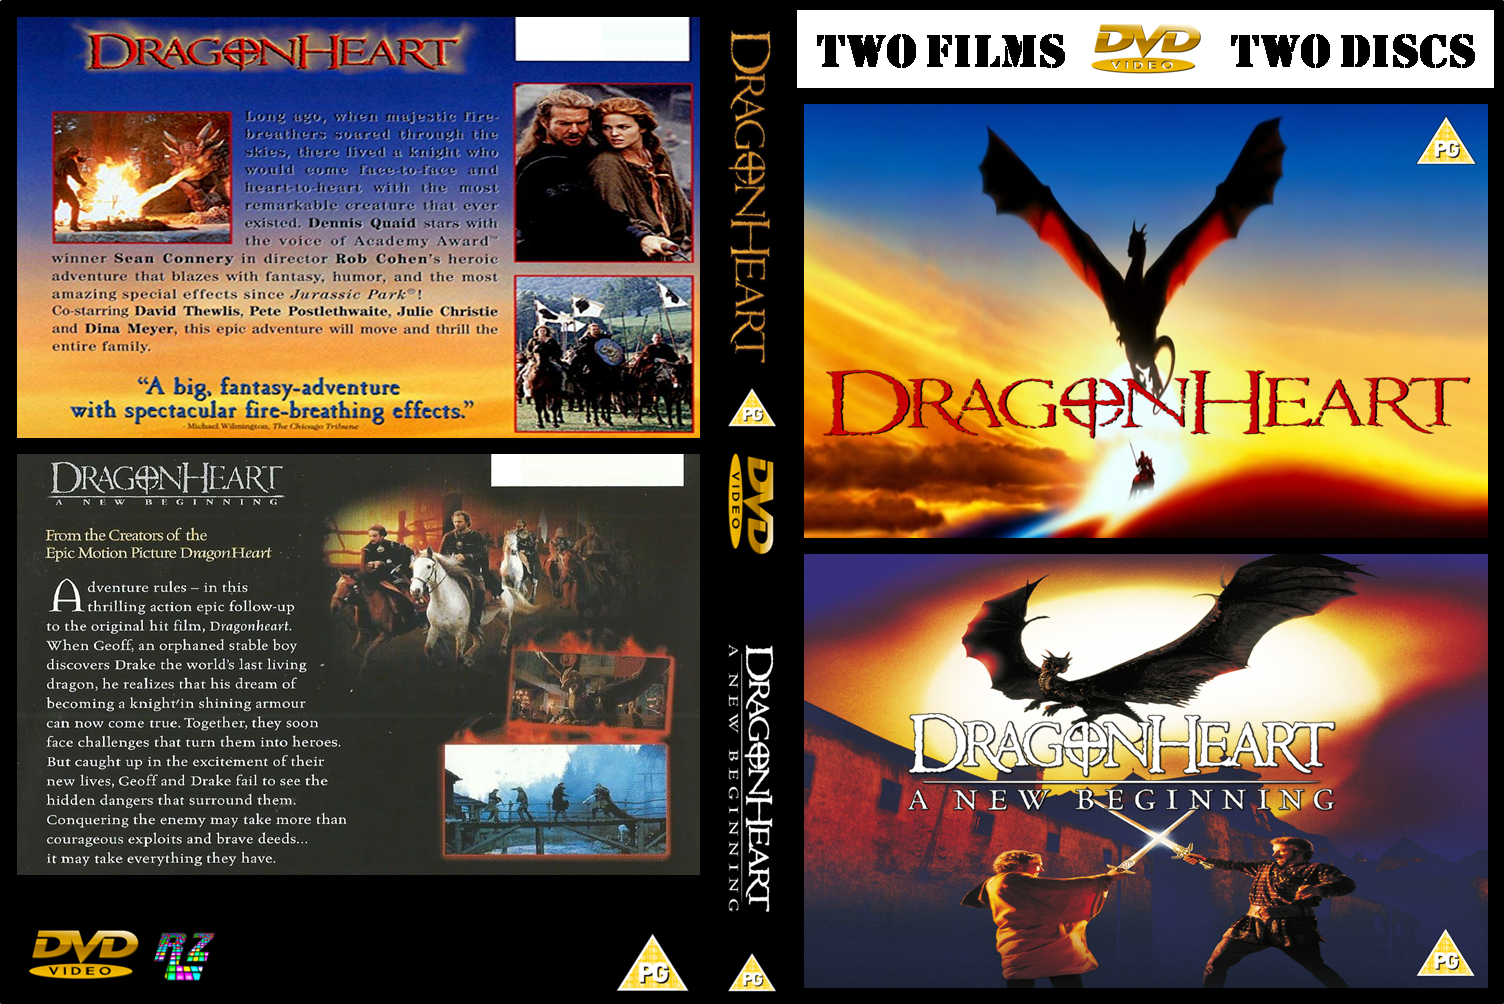 DRAGONHEART
Long ago, when majestic fire-
breathers soared through the
skies, there lived a knight who
would come face-to-face and
heart-to-heart with the most
remarkable creature that ever
existed. Dennis Quaid stars with
the voice of Academy Award™
winner Sean Connery in director Rob Cohen's heroic
adventure that blazes with fantasy, humor, and the most
amazing special effects since Jurassic Park®!
Co-starring David Thewlis, Pete Postlethwaite, Julie Christie
and Dina Meyer, this epic adventure will move and thrill the
entire family.
“A big, fantasy-adventure
with spectacular fire-breathing effects.”
- Michael Wilmington, The Chicago Tribune
DRAGONHEART
A NEW BEGINNING
From the Creators of the
Epic Motion Picture DragonHeart
Adventure rules – in this
thrilling action epic follow-up
to the original hit film, Dragonheart.
When Geoff, an orphaned stable boy
discovers Drake the world's last living
dragon, he realizes that his dream of
becoming a knight in shining armour
can now come true. Together, they soon
face challenges that turn them into heroes.
But caught up in the excitement of their
new lives, Geoff and Drake fail to see the
hidden dangers that surround them.
Conquering the enemy may take more than
courageous exploits and brave deeds...
it may take everything they have.
DVD
VIDEO
PG
DRAGONHEART
PG
DVD
VIDEO
DRAGONHEART
A NEW BEGINNING
PG
TWO FILMS DVD VIDEO TWO DISCS
PG
DRAGONHEART
DRAGONHEART
A NEW BEGINNING
PG